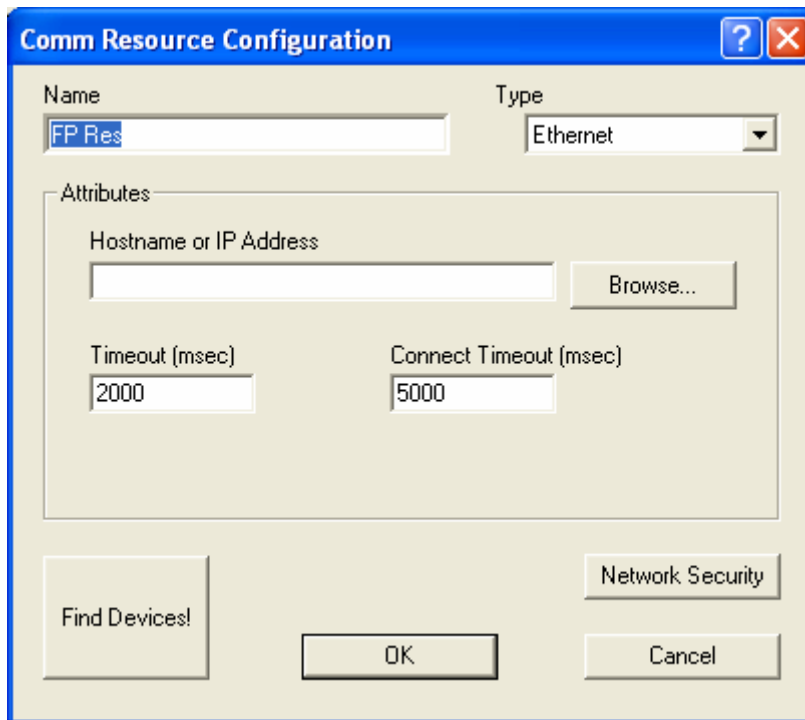 Comm Resource Configuration
Name
Type
FP Res
Ethernet
Attributes
Hostname or IP Address
Browse...
Timeout (msec)
Connect Timeout (msec)
2000
5000
Find Devices!
Network Security
OK
Cancel